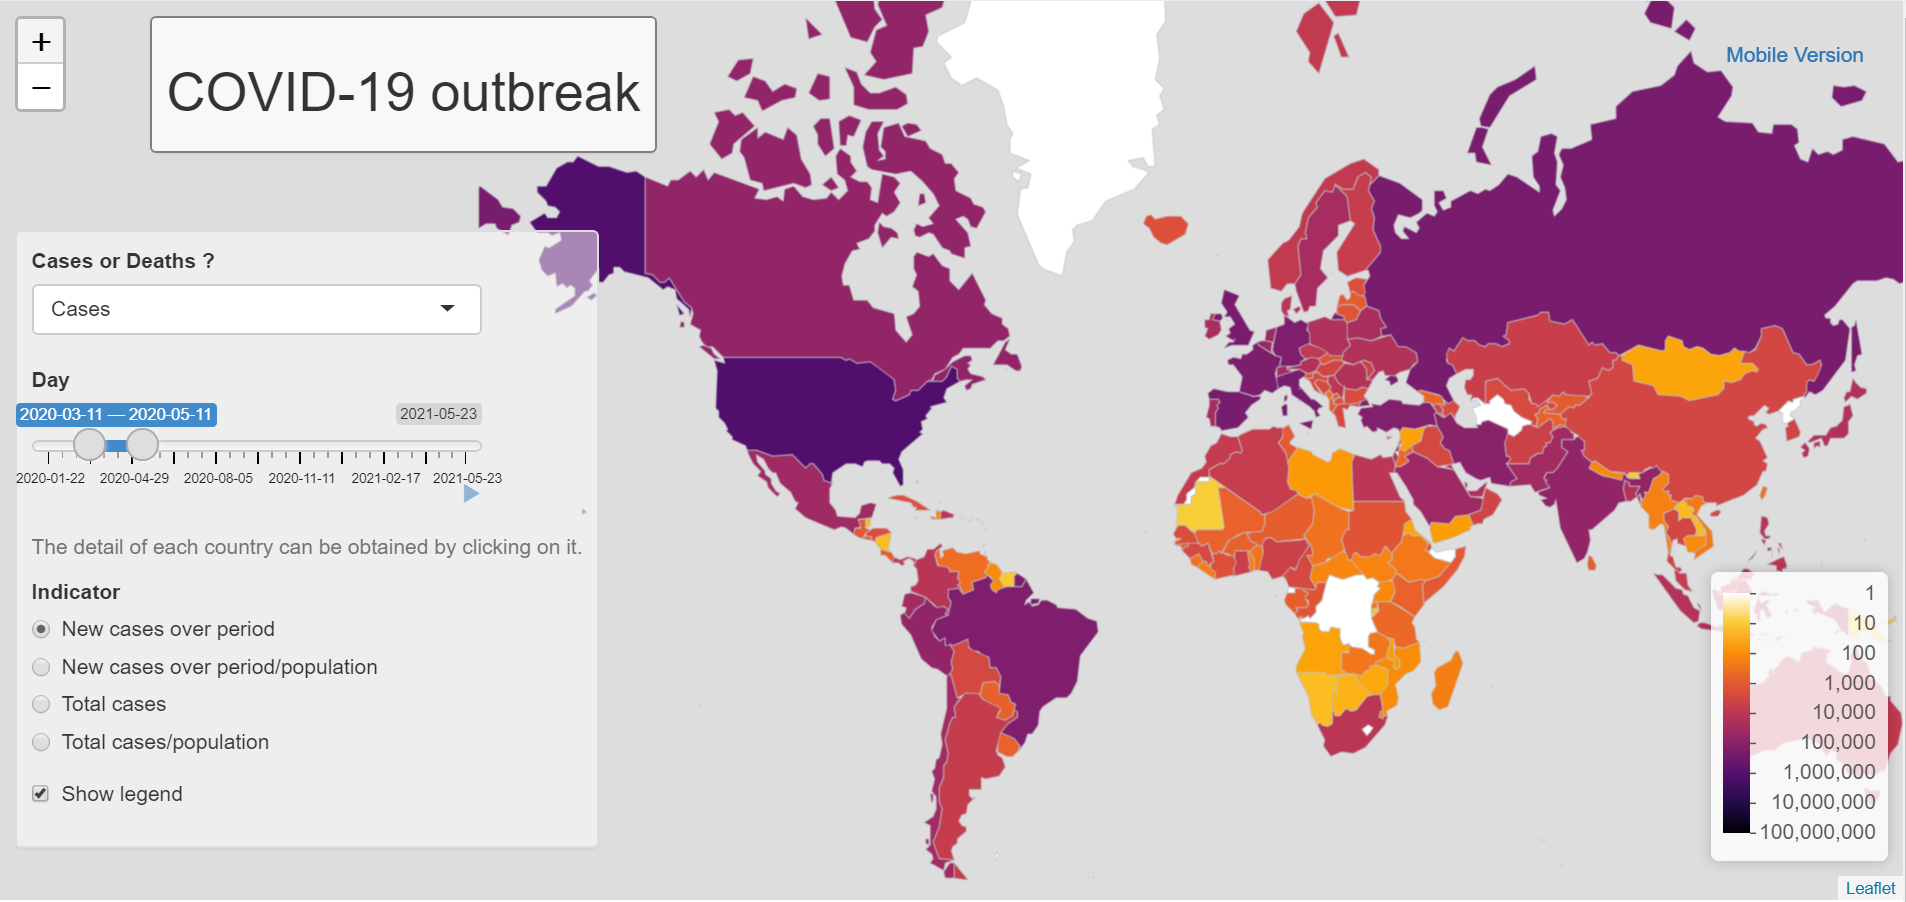 +
−
COVID-19 outbreak
Mobile Version
Cases or Deaths ?
Cases
Day
2020-03-11 — 2020-05-11
2021-05-23
2020-01-22 2020-04-29 2020-08-05 2020-11-11 2021-02-17 2021-05-23
The detail of each country can be obtained by clicking on it.
Indicator
New cases over period
New cases over period/population
Total cases
Total cases/population
Show legend
1
10
100
1,000
10,000
100,000
1,000,000
10,000,000
100,000,000
Leaflet